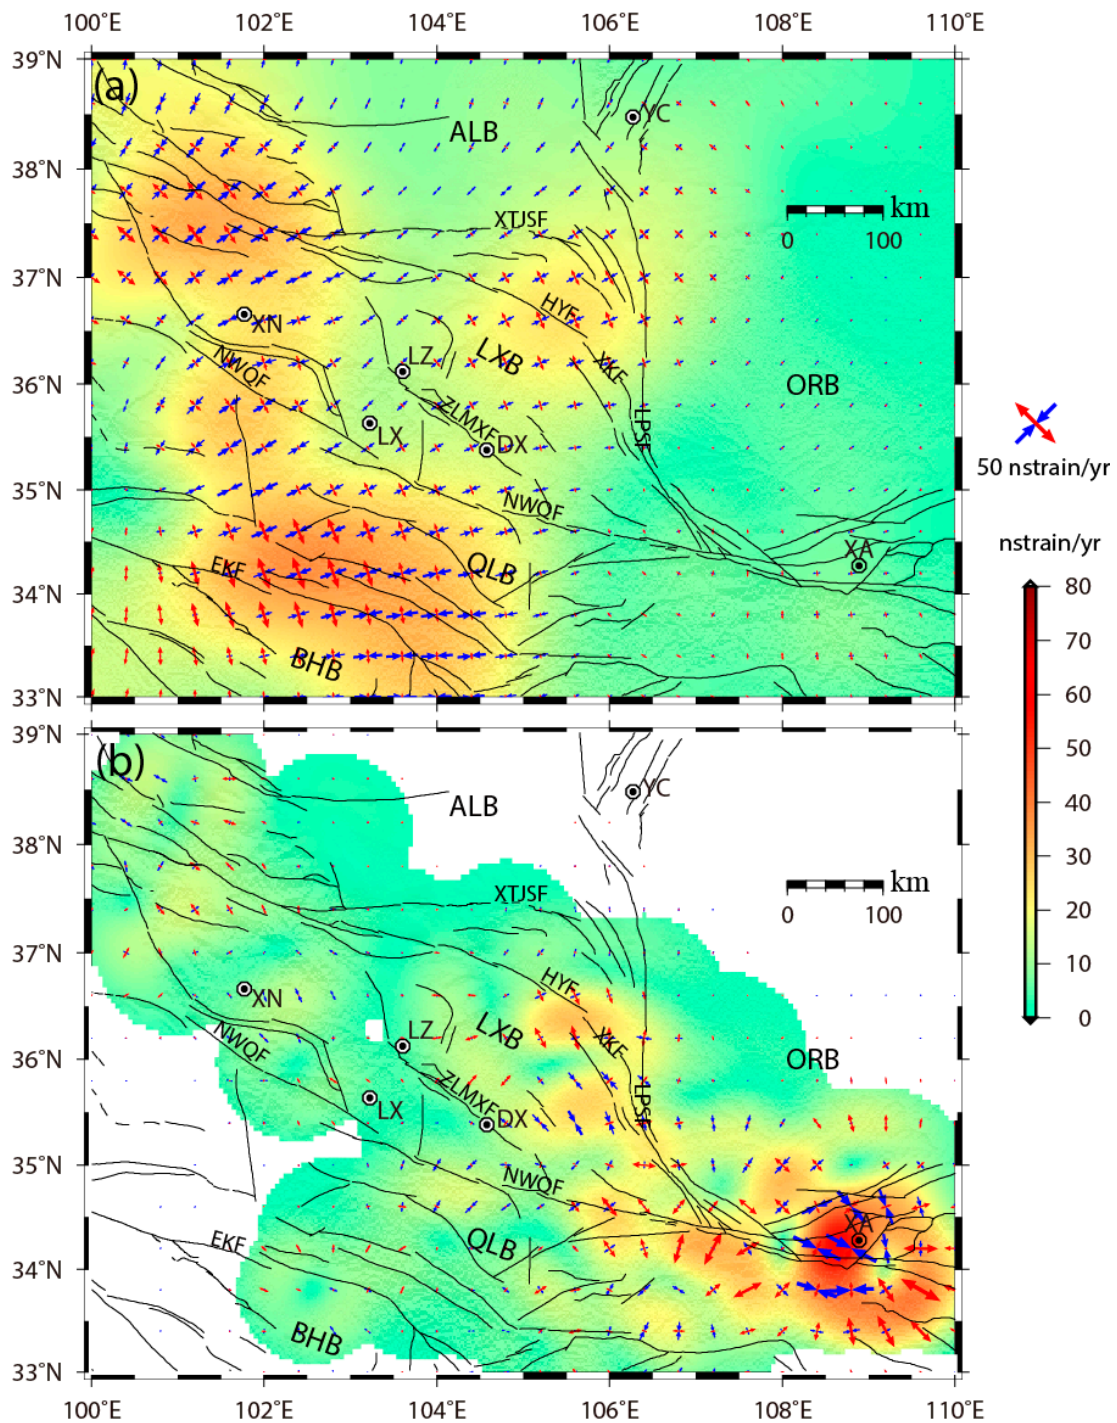 100°E 102°E 104°E 106°E 108°E 110°E
39°N
(a)
YC
ALB
38°N
XTJSF
km
0 100
37°N
HYF
XN
LZ
LXB
XKF
NWQF
36°N
ORB
ZLMXF
LPSF
LX
DX
50 nstrain/yr
35°N
NWQF
XA
nstrain/yr
QLB
EKF
34°N
80
BHB
70
33°N
60
39°N
(b)
50
YC
ALB
40
38°N
km
30
XTJSF
0 100
20
37°N
HYF
10
XN
LZ
LXB
XKF
0
NWQF
36°N
ORB
ZLMXF
LPSF
LX
DX
35°N
NWQF
XA
QLB
EKF
34°N
BHB
33°N
100°E 102°E 104°E 106°E 108°E 110°E